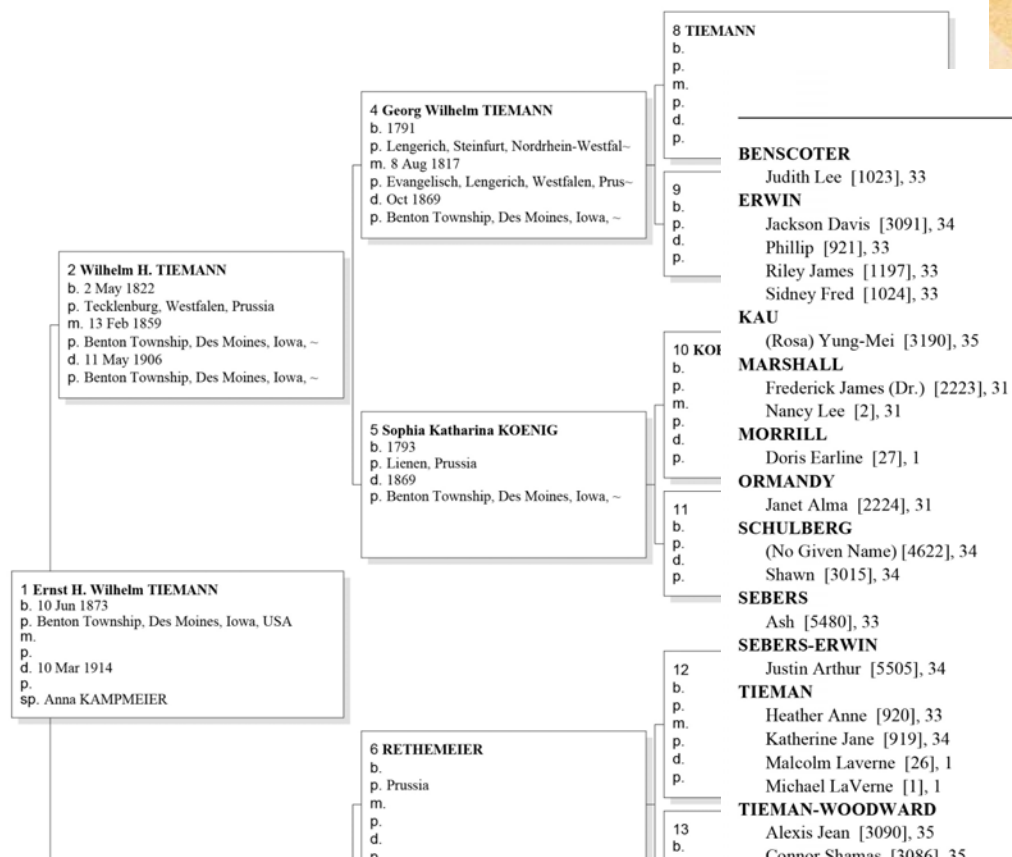 8 TIEMANN
b.
p.
m.
p.
d.
p.
4 Georg Wilhelm TIEMANN
b. 1791
p. Lengerich, Steinfurt, Nordrhein-Westfal~
m. 8 Aug 1817
p. Evangelisch, Lengerich, Westfalen, Prus~
d. Oct 1869
p. Benton Township, Des Moines, Iowa, ~
9
b.
p.
d.
p.
2 Wilhelm H. TIEMANN
b. 2 May 1822
p. Tecklenburg, Westfalen, Prussia
m. 13 Feb 1859
p. Benton Township, Des Moines, Iowa, ~
d. 11 May 1906
p. Benton Township, Des Moines, Iowa, ~
10
b.
p.
m.
p.
d.
p.
5 Sophia Katharina KOENIG
b. 1793
p. Lienen, Prussia
d. 1869
p. Benton Township, Des Moines, Iowa, ~
11
b.
p.
d.
p.
1 Ernst H. Wilhelm TIEMANN
b. 10 Jun 1873
p. Benton Township, Des Moines, Iowa, USA
m.
p.
d. 10 Mar 1914
p.
sp. Anna KAMPMEIER
12
b.
p.
m.
p.
d.
p.
6 RETHEMEIER
b.
p. Prussia
m.
p.
d.
p.
13
b.
BENSCOTER
Judith Lee [1023], 33
ERWIN
Jackson Davis [3091], 34
Phillip [921], 33
Riley James [1197], 33
Sidney Fred [1024], 33
KAU
(Rosa) Yung-Mei [3190], 35
MARSHALL
Frederick James (Dr.) [2223], 31
Nancy Lee [2], 31
MORRILL
Doris Earline [27], 1
ORMANDY
Janet Alma [2224], 31
SCHULBERG
(No Given Name) [4622], 34
Shawn [3015], 34
SEBERS
Ash [5480], 33
SEBERS-ERWIN
Justin Arthur [5505], 34
TIEMAN
Heather Anne [920], 33
Katherine Jane [919], 34
Malcolm Laverne [26], 1
Michael LaVerne [1], 1
TIEMAN-WOODWARD
Alexis Jean [3090], 35
Connor Shamas [3086], 35